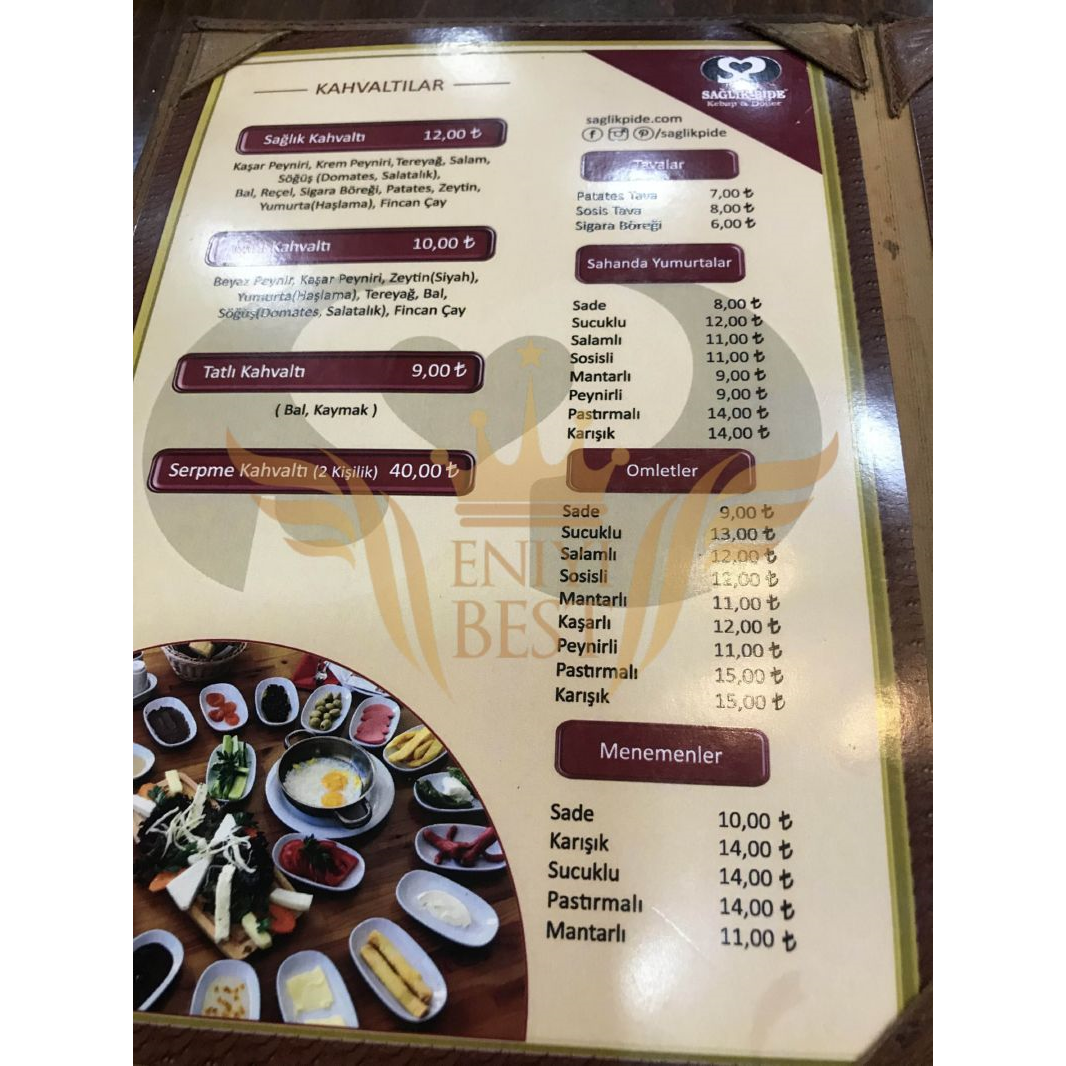 KAHVALTILAR
Sağlık Kahvaltı 12,00 ₺
Kaşar Peyniri, Krem Peyniri, Tereyağ, Salam,
Söğüş (Domates, Salatalık),
Bal, Reçel, Sigara Böreği, Patates, Zeytin,
Yumurta(Haşlama), Fincan Çay
Kahvaltı 10,00 ₺
Beyaz Peynir, Kaşar Peyniri, Zeytin(Siyah),
Yumurta(Haşlama), Tereyağ, Bal,
Söğüş(Domates, Salatalık), Fincan Çay
Tatlı Kahvaltı 9,00 ₺
( Bal, Kaymak )
Serpme Kahvaltı (2 Kişilik) 40,00 ₺
SAĞLIK PİDE
Kebap & Döner
saglikpide.com
/saglikpide
Tavalar
Patates Tava 7,00 ₺
Sosis Tava 8,00 ₺
Sigara Böreği 6,00 ₺
Sahanda Yumurtalar
Sade 8,00 ₺
Sucuklu 12,00 ₺
Salamlı 11,00 ₺
Sosisli 11,00 ₺
Mantarlı 9,00 ₺
Peynirli 9,00 ₺
Pastırmalı 14,00 ₺
Karışık 14,00 ₺
Omletler
Sade 9,00 ₺
Sucuklu 13,00 ₺
Salamlı 12,00 ₺
Sosisli 12,00 ₺
Mantarlı 11,00 ₺
Kaşarlı 12,00 ₺
Peynirli 11,00 ₺
Pastırmalı 15,00 ₺
Karışık 15,00 ₺
Menemenler
Sade 10,00 ₺
Karışık 14,00 ₺
Sucuklu 14,00 ₺
Pastırmalı 14,00 ₺
Mantarlı 11,00 ₺
ENİYİ
BEST